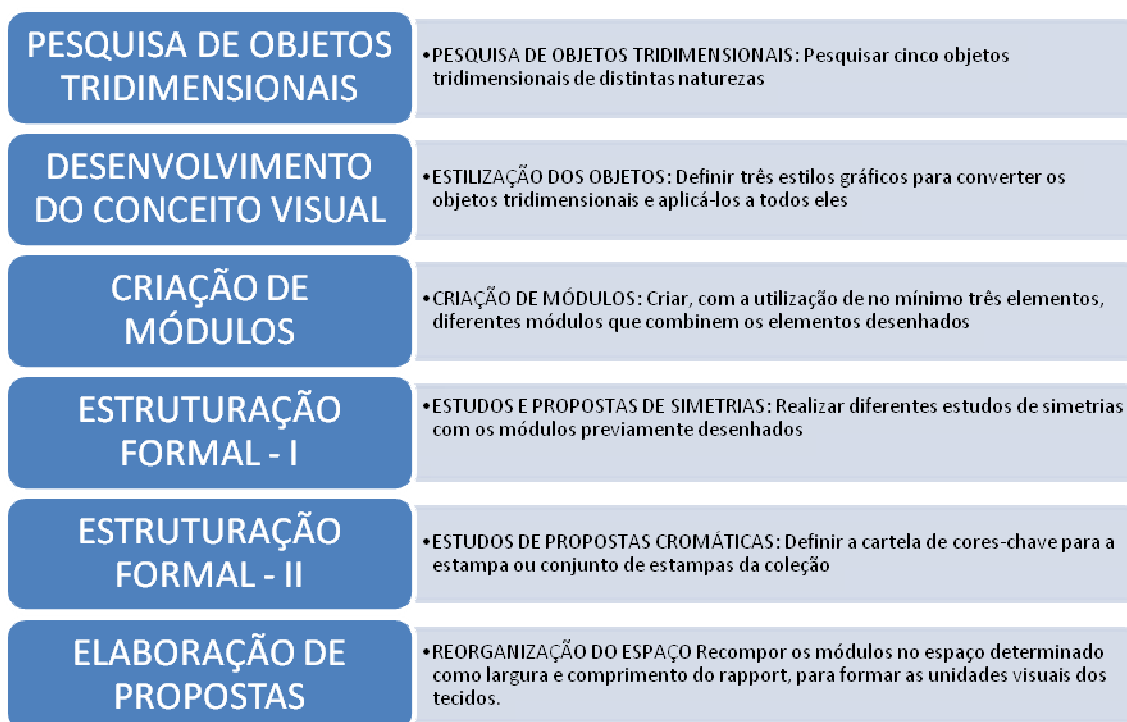 PESQUISA DE OBJETOS
TRIDIMENSIONAIS
•PESQUISA DE OBJETOS TRIDIMENSIONAIS: Pesquisar cinco objetos
tridimensionais de distintas naturezas
DESENVOLVIMENTO
DO CONCEITO VISUAL
•ESTILIZAÇÃO DOS OBJETOS: Definir três estilos gráficos para converter os
objetos tridimensionais e aplicá-los a todos eles
CRIAÇÃO DE
MÓDULOS
•CRIAÇÃO DE MÓDULOS: Criar, com a utilização de no mínimo três elementos,
diferentes módulos que combinem os elementos desenhados
ESTRUTURAÇÃO
FORMAL - I
•ESTUDOS E PROPOSTAS DE SIMETRIAS: Realizar diferentes estudos de simetrias
com os módulos previamente desenhados
ESTRUTURAÇÃO
FORMAL - II
•ESTUDOS DE PROPOSTAS CROMÁTICAS: Definir a cartela de cores-chave para a
estampa ou conjunto de estampas da coleção
ELABORAÇÃO DE
PROPOSTAS
•REORGANIZAÇÃO DO ESPAÇO Recompor os módulos no espaço determinado
como largura e comprimento do rapport, para formar as unidades visuais dos
tecidos.